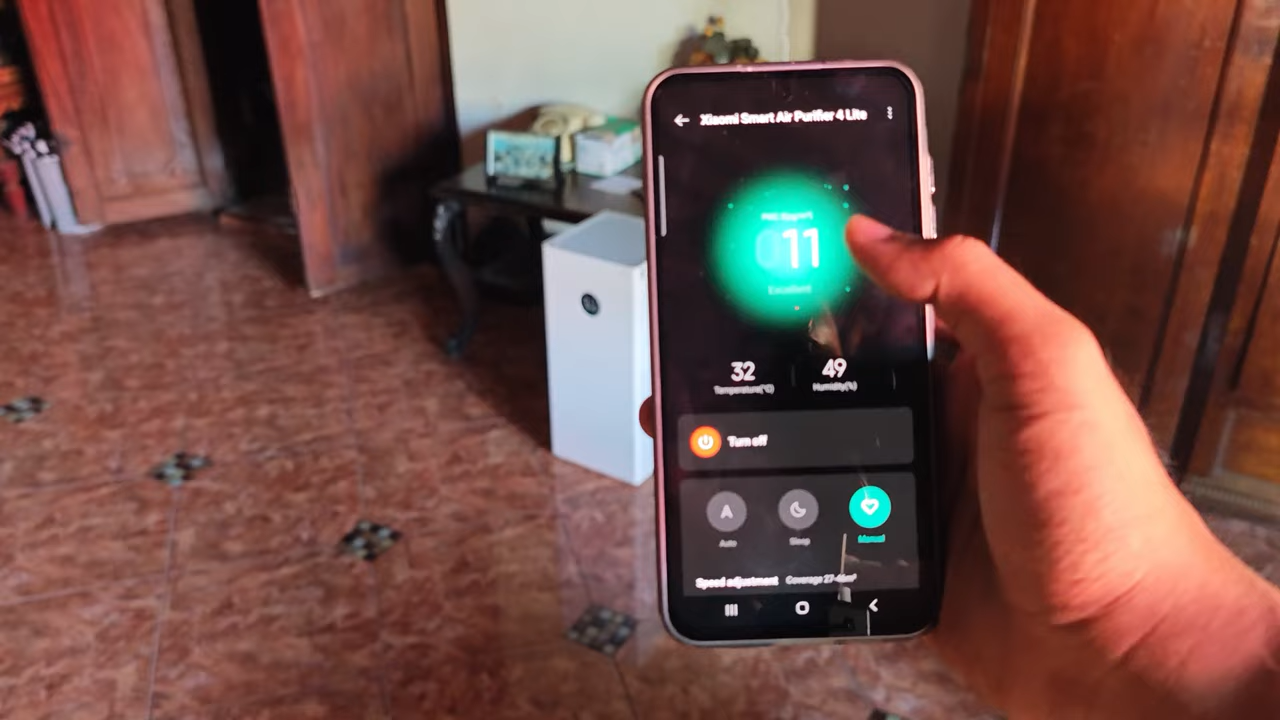 Xiaomi Smart Air Purifier 4 Lite
11
Excellent
32 49
Temperature(°C) Humidity(%)
Turn off
A
Auto Sleep Manual
Speed adjustment Coverage